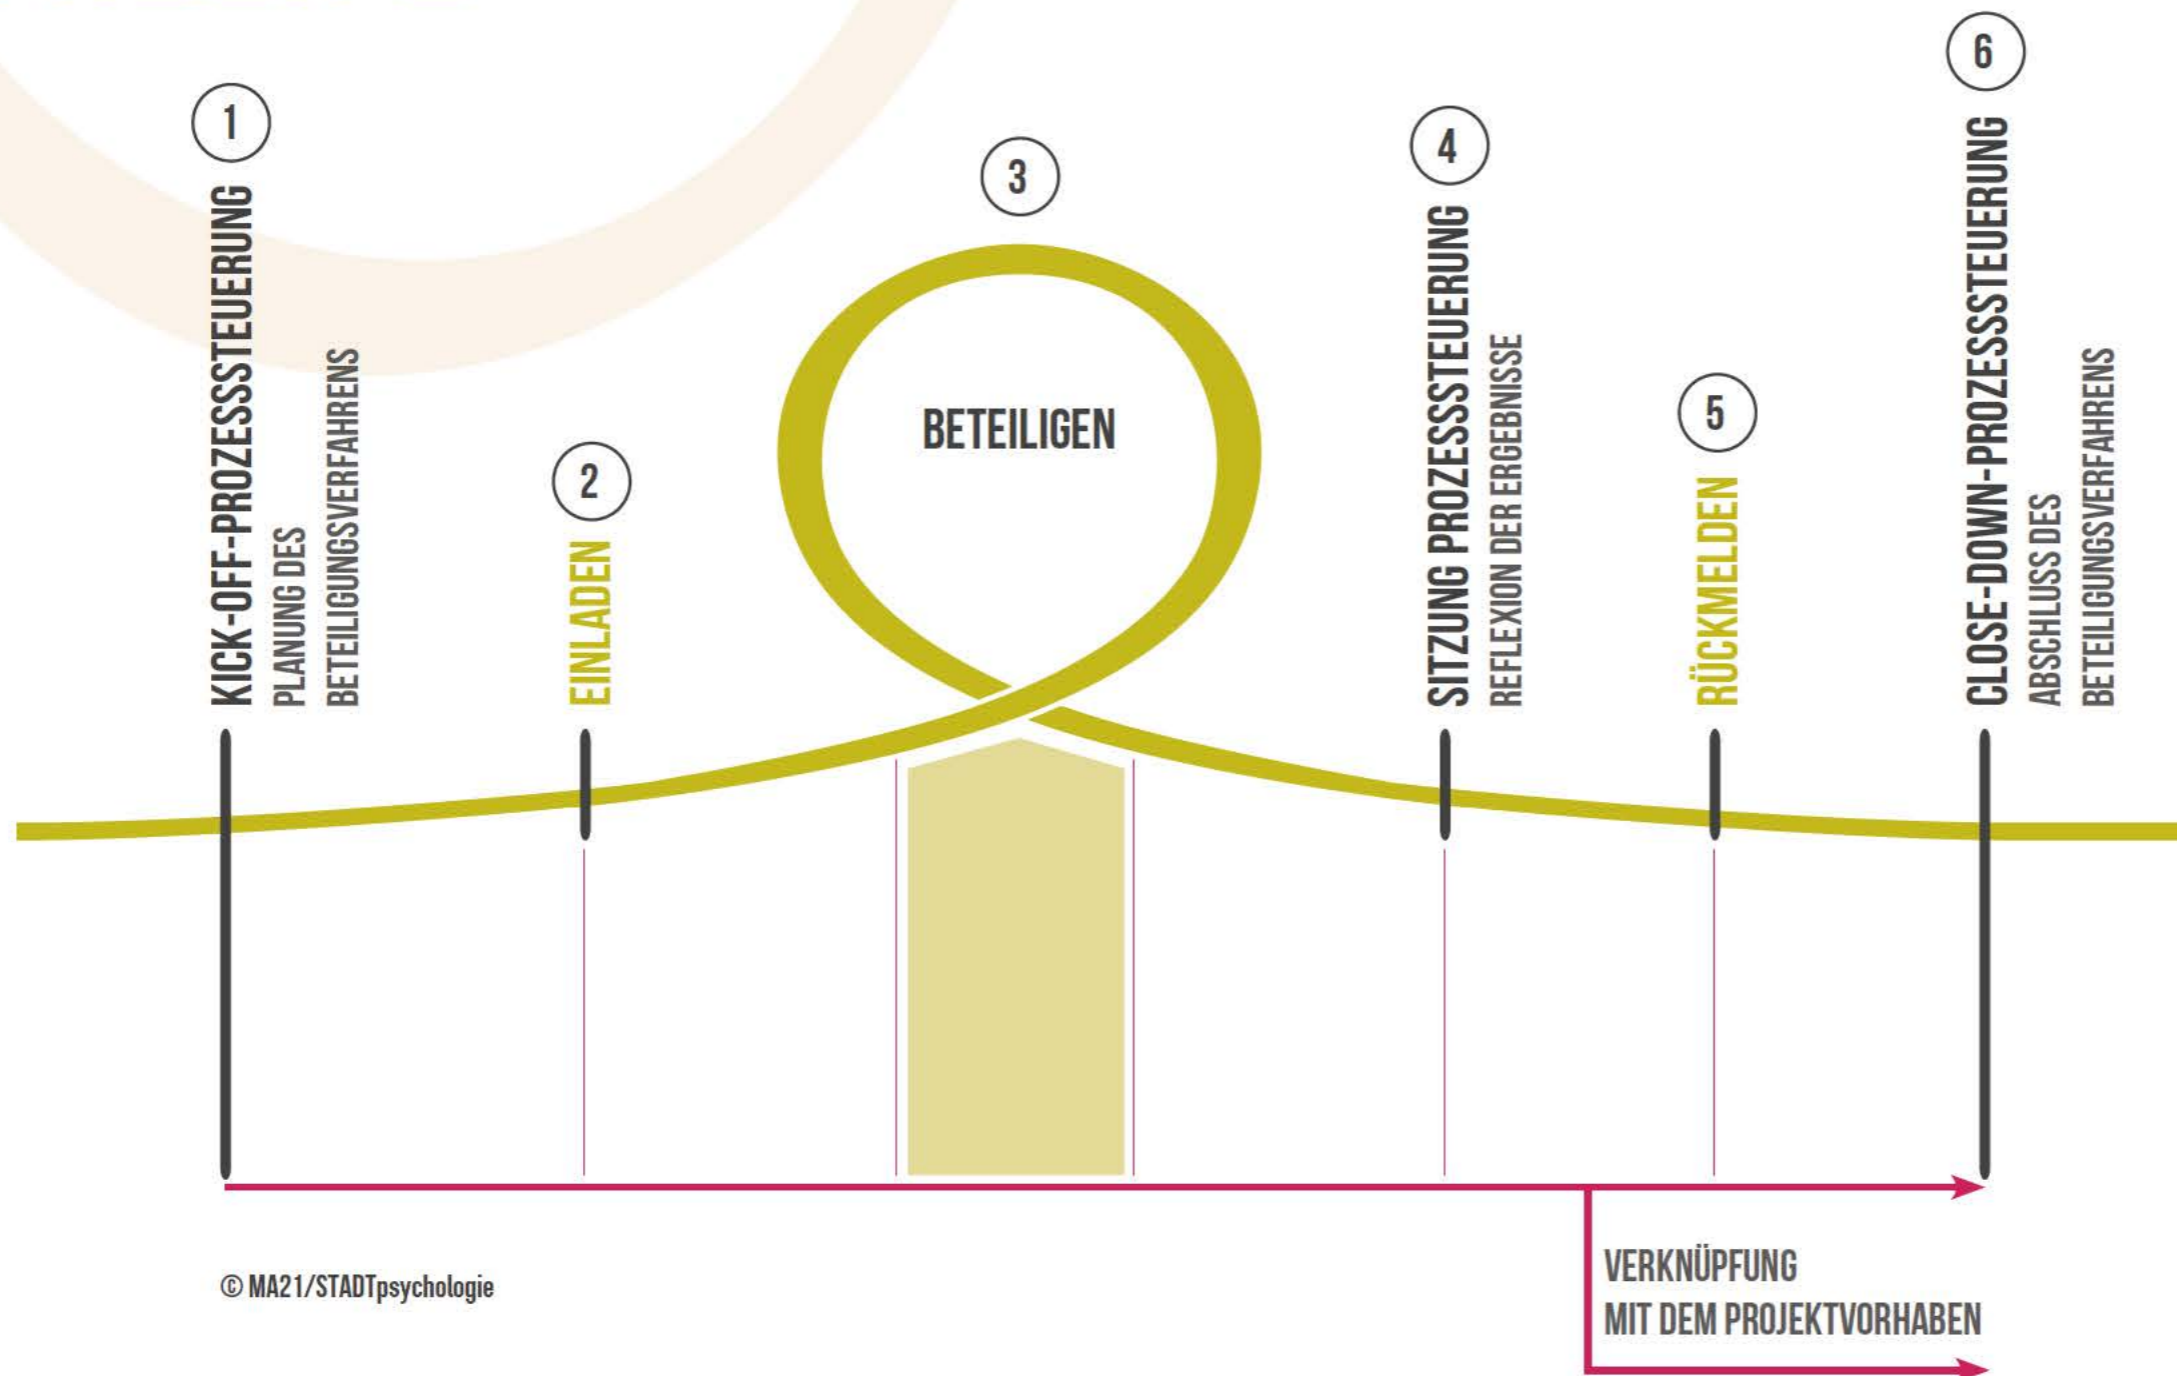 1
KICK-OFF-PROZESSSTEUERUNG
PLANUNG DES
BETEILIGUNGSVERFAHRENS
2
EINLADEN
3
BETEILIGEN
4
SITZUNG PROZESSSTEUERUNG
REFLEXION DER ERGEBNISSE
5
RÜCKMELDEN
6
CLOSE-DOWN-PROZESSSTEUERUNG
ABSCHLUSS DES
BETEILIGUNGSVERFAHRENS
VERKNÜPFUNG
MIT DEM PROJEKTVORHABEN
© MA21/STADTpsychologie